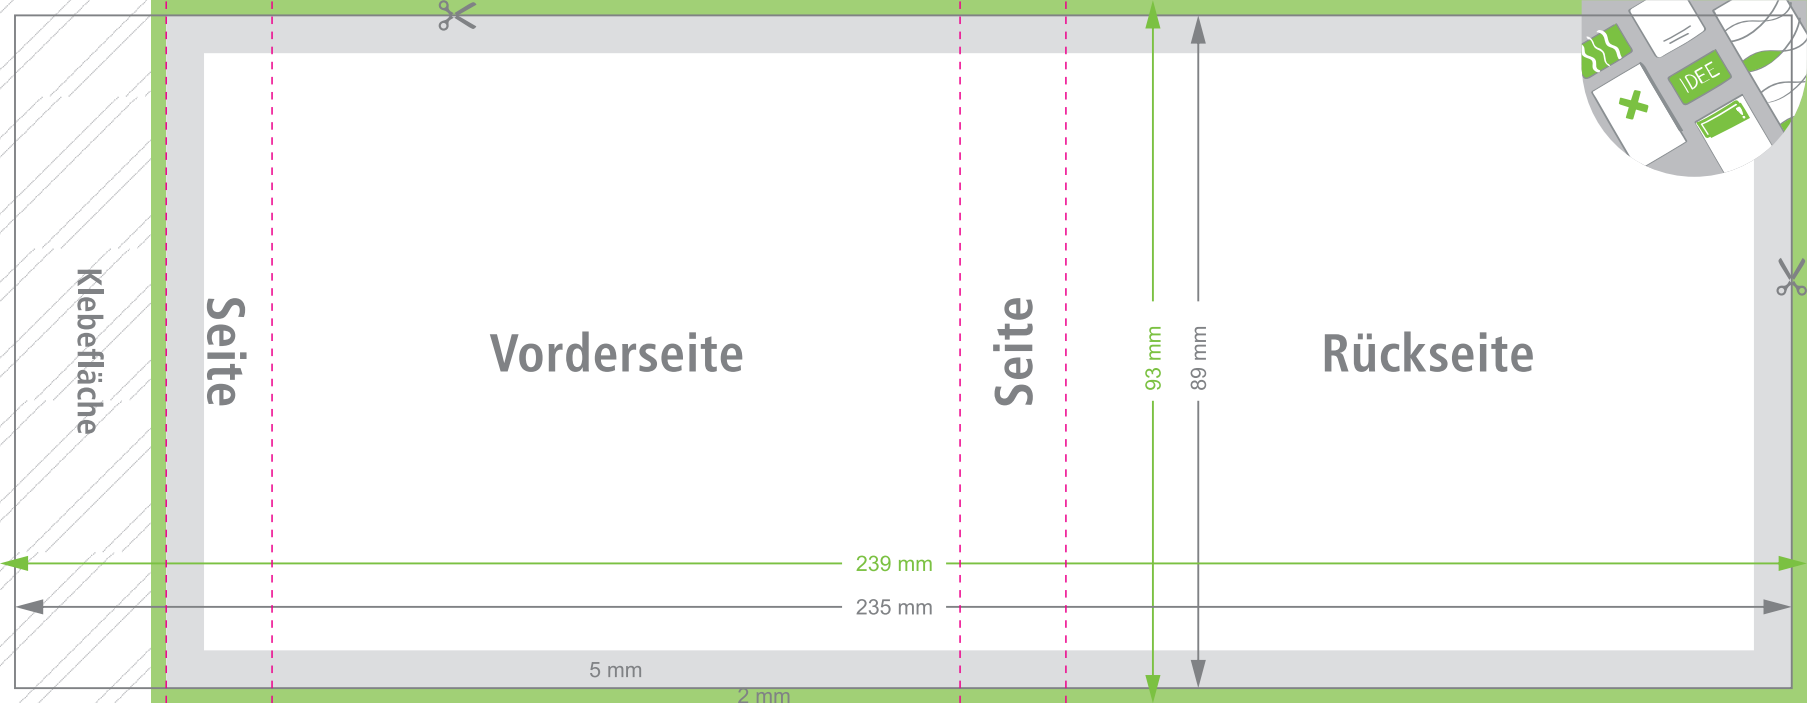 IDEE
Klebefläche
Seite
Vorderseite
Seite
93 mm
89 mm
Rückseite
239 mm
235 mm
5 mm
2 mm